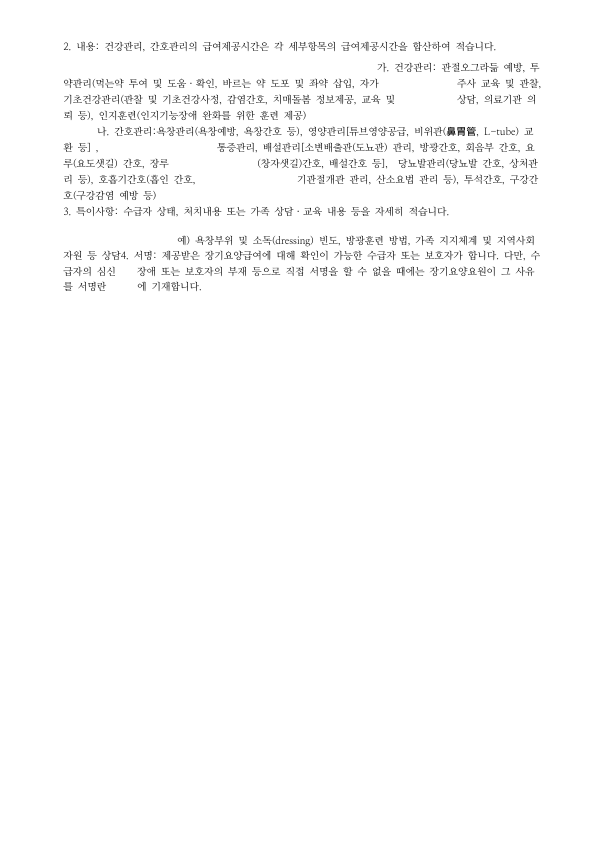 2. 내용: 건강관리, 간호관리의 급여제공시간은 각 세부항목의 급여제공시간을 합산하여 적습니다.
가. 건강관리: 관절오그라듦 예방, 투
약관리(먹는약 투여 및 도움ㆍ확인, 바르는 약 도포 및 좌약 삽입, 자가 주사 교육 및 관찰,
기초건강관리(관찰 및 기초건강사정, 감염간호, 치매돌봄 정보제공, 교육 및 상담, 의료기관 의
뢰 등), 인지훈련(인지기능장애 완화를 위한 훈련 제공)
나. 간호관리:욕창관리(욕창예방, 욕창간호 등), 영양관리[튜브영양공급, 비위관(鼻胃管, L-tube) 교
환 등] , 통증관리, 배설관리[소변배출관(도뇨관) 관리, 방광간호, 회음부 간호, 요
루(요도샛길) 간호, 장루 (창자샛길)간호, 배설간호 등], 당뇨발관리(당뇨발 간호, 상처관
리 등), 호흡기간호(흡인 간호, 기관절개관 관리, 산소요법 관리 등), 투석간호, 구강간
호(구강감염 예방 등)
3. 특이사항: 수급자 상태, 처치내용 또는 가족 상담ㆍ교육 내용 등을 자세히 적습니다.
예) 욕창부위 및 소독(dressing) 빈도, 방광훈련 방법, 가족 지지체계 및 지역사회
자원 등 상담4. 서명: 제공받은 장기요양급여에 대해 확인이 가능한 수급자 또는 보호자가 합니다. 다만, 수
급자의 심신 장애 또는 보호자의 부재 등으로 직접 서명을 할 수 없을 때에는 장기요양요원이 그 사유
를 서명란 에 기재합니다.